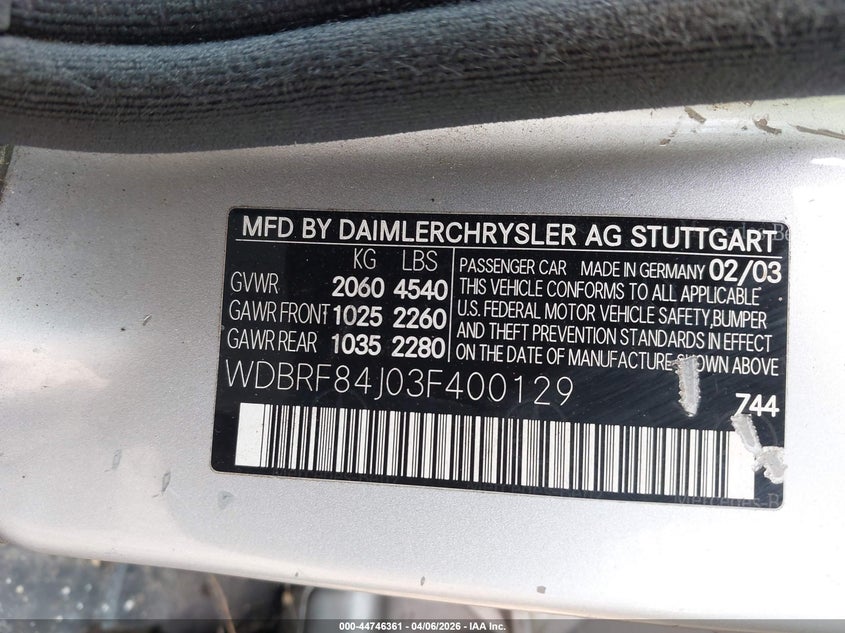 MFD BY DAIMLERCHRYSLER AG STUTTGART
KG LBS
GVWR 2060 4540
GAWR FRONT 1025 2260
GAWR REAR 1035 2280
PASSENGER CAR MADE IN GERMANY 02/03
THIS VEHICLE CONFORMS TO ALL APPLICABLE
U.S. FEDERAL MOTOR VEHICLE SAFETY,BUMPER
AND THEFT PREVENTION STANDARDS IN EFFECT
ON THE DATE OF MANUFACTURE SHOWN ABOVE
WDBRF84J03F400129
744
000-44746361 - 04/06/2026 - IAA Inc.